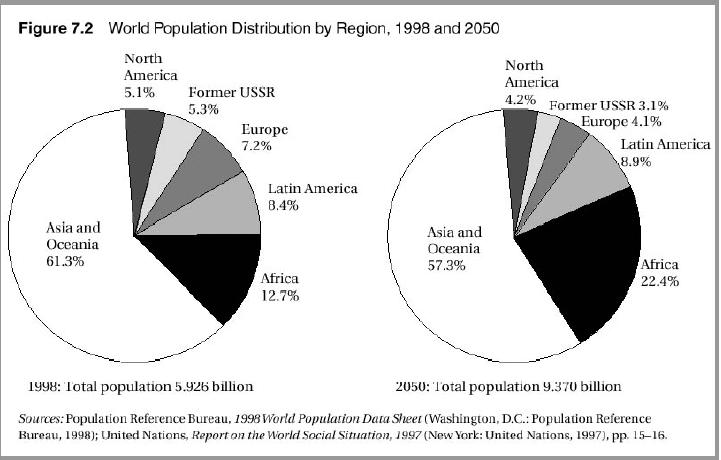 Figure 7.2 World Population Distribution by Region, 1998 and 2050
North
America
5.1%
Former USSR
5.3%
Europe
7.2%
Latin America
8.4%
Africa
12.7%
Asia and
Oceania
61.3%
1998: Total population 5.926 billion
North
America
4.2%
Former USSR 3.1%
Europe 4.1%
Latin America
8.9%
Africa
22.4%
Asia and
Oceania
57.3%
2050: Total population 9.370 billion
Sources: Population Reference Bureau, 1998 World Population Data Sheet (Washington, D.C.: Population Reference
Bureau, 1998); United Nations, Report on the World Social Situation, 1997 (New York: United Nations, 1997), pp. 15–16.